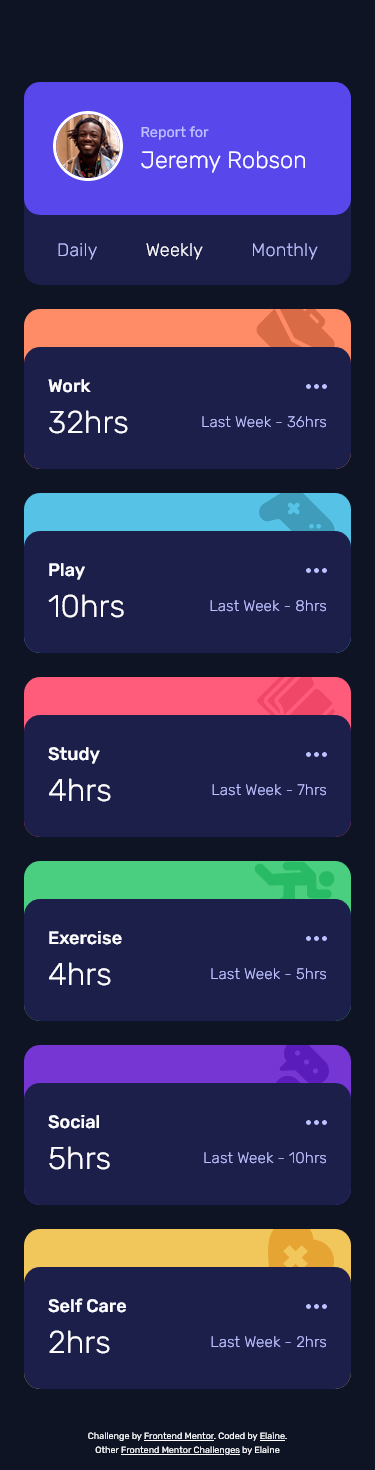 Report for
Jeremy Robson
Daily Weekly Monthly
Work
32hrs Last Week - 36hrs
Play
10hrs Last Week - 8hrs
Study
4hrs Last Week - 7hrs
Exercise
4hrs Last Week - 5hrs
Social
5hrs Last Week - 10hrs
Self Care
2hrs Last Week - 2hrs
Challenge by Frontend Mentor. Coded by Elaine.
Other Frontend Mentor Challenges by Elaine